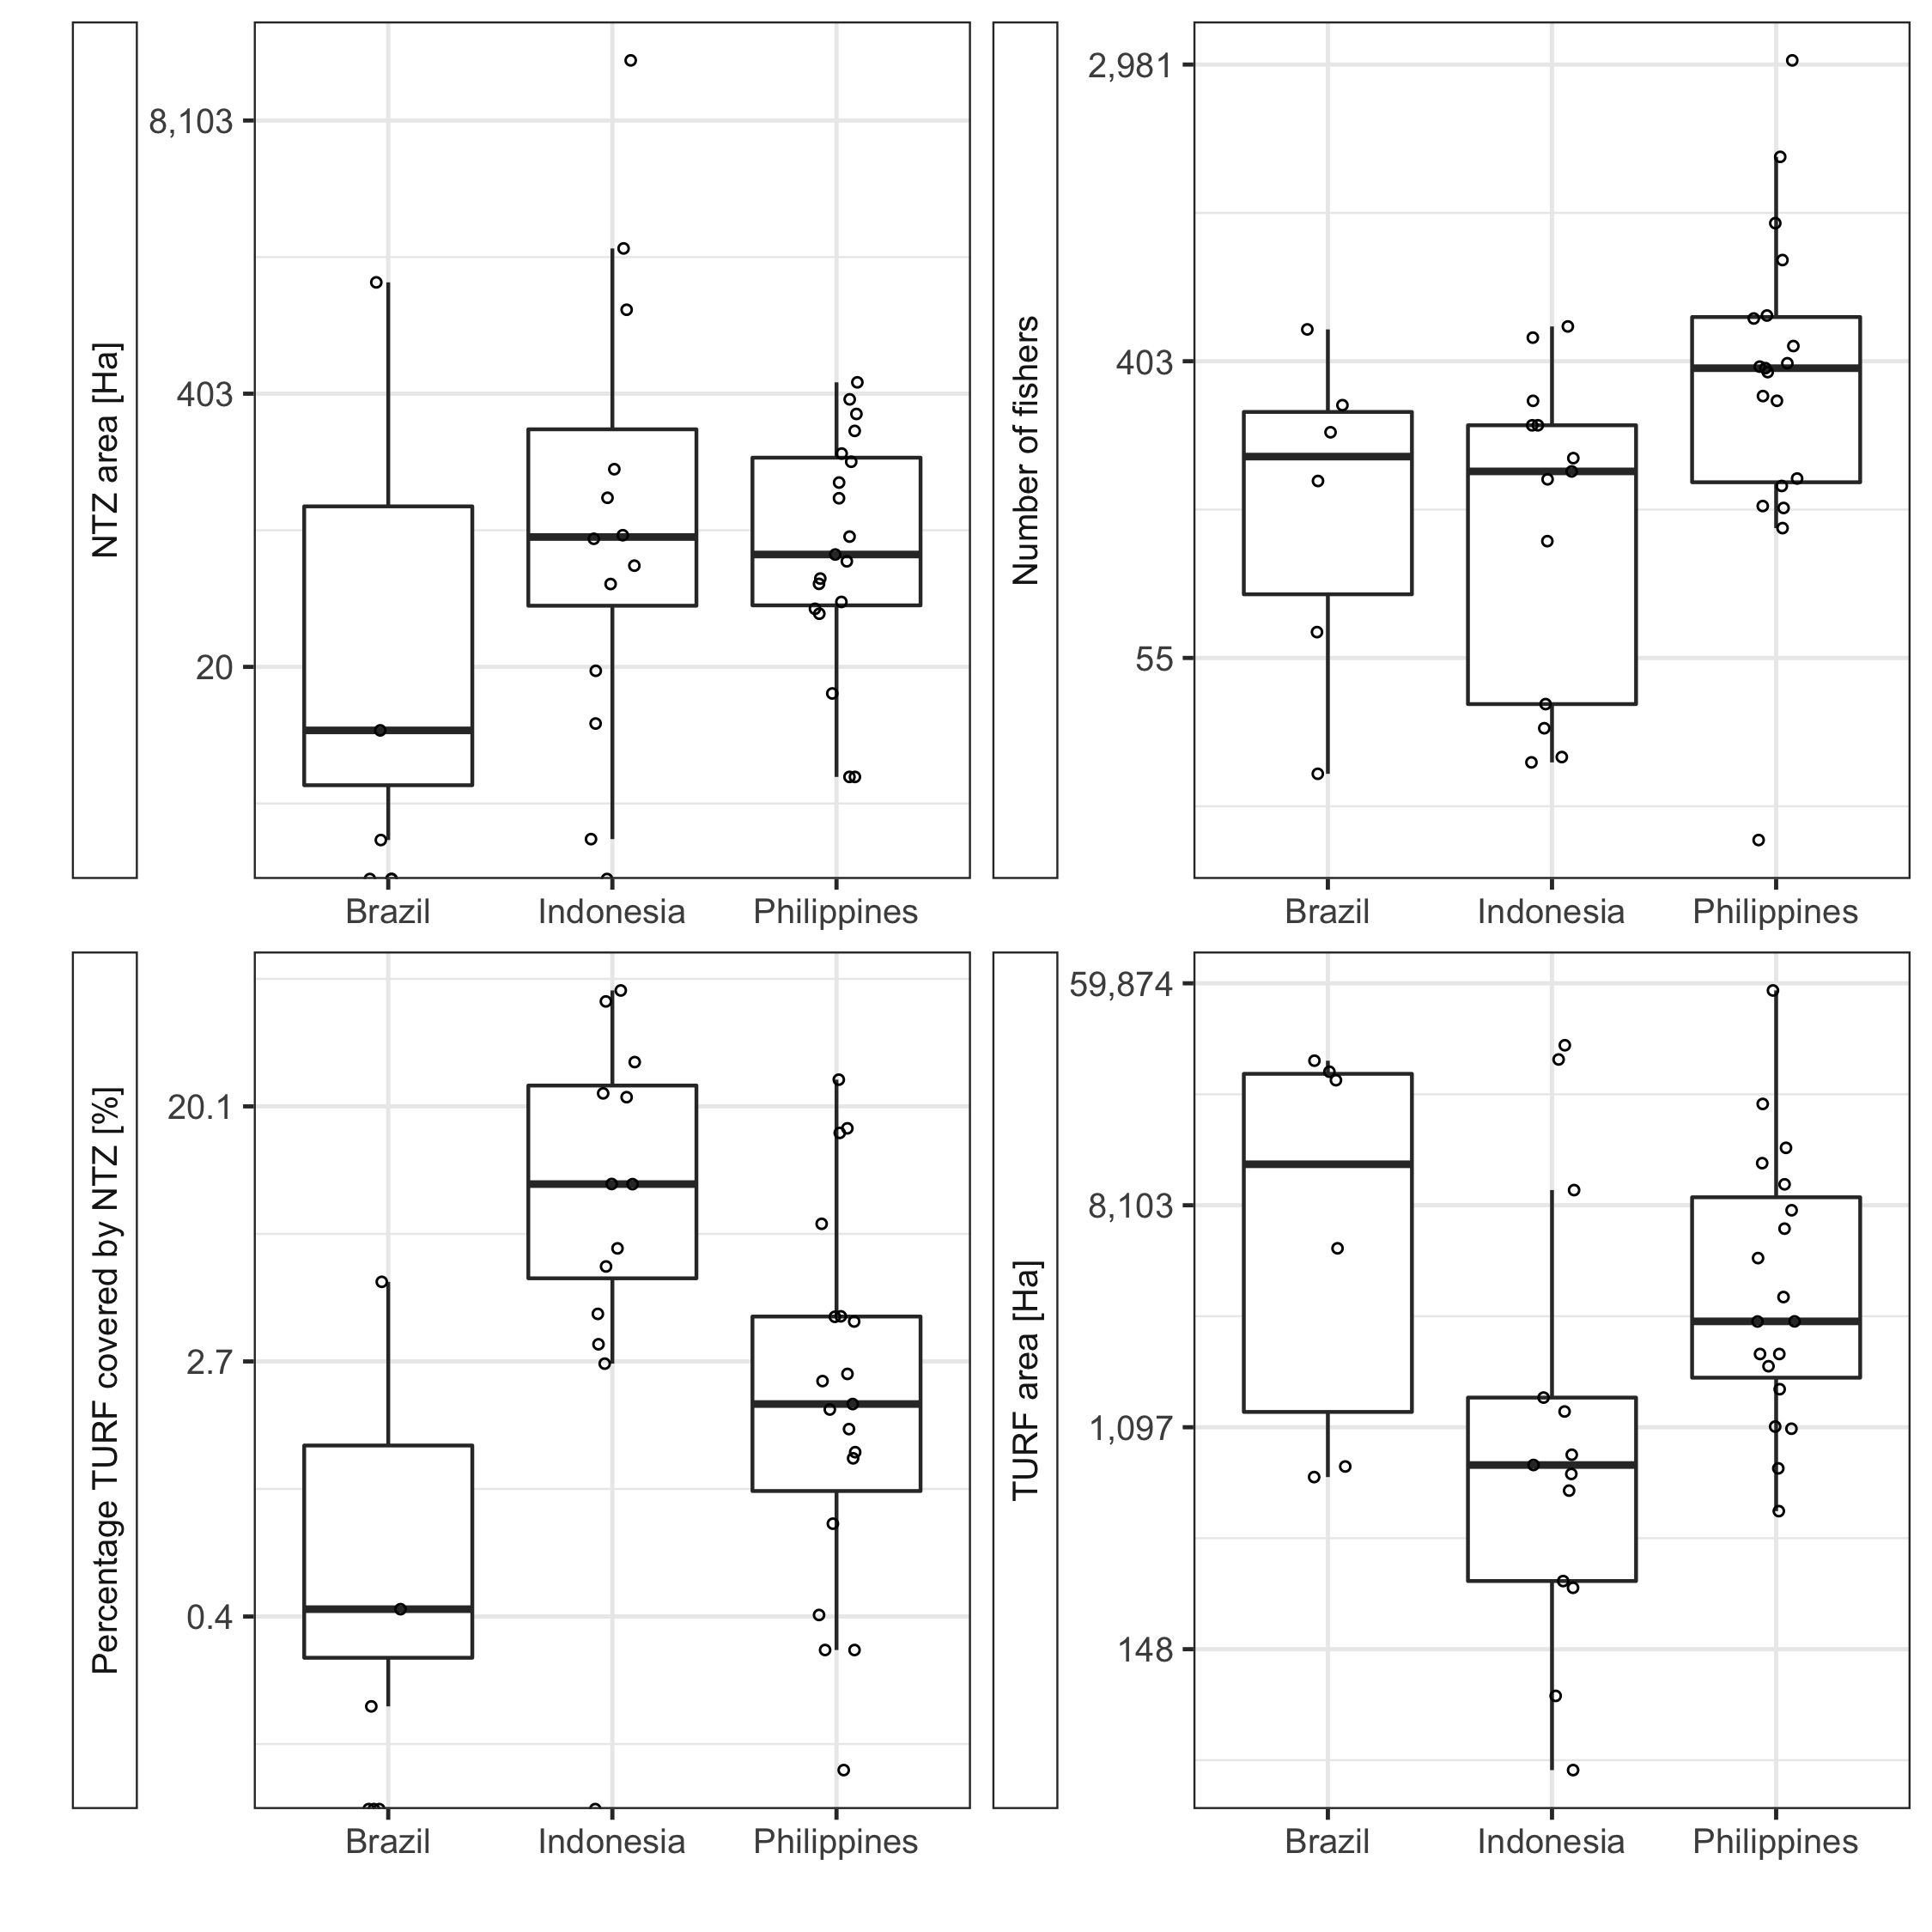 NTZ area [Ha]
8,103
403
20
Brazil Indonesia Philippines
Number of fishers
2,981
403
55
Brazil Indonesia Philippines
Percentage TURF covered by NTZ [%]
20.1
2.7
0.4
Brazil Indonesia Philippines
TURF area [Ha]
59,874
8,103
1,097
148
Brazil Indonesia Philippines